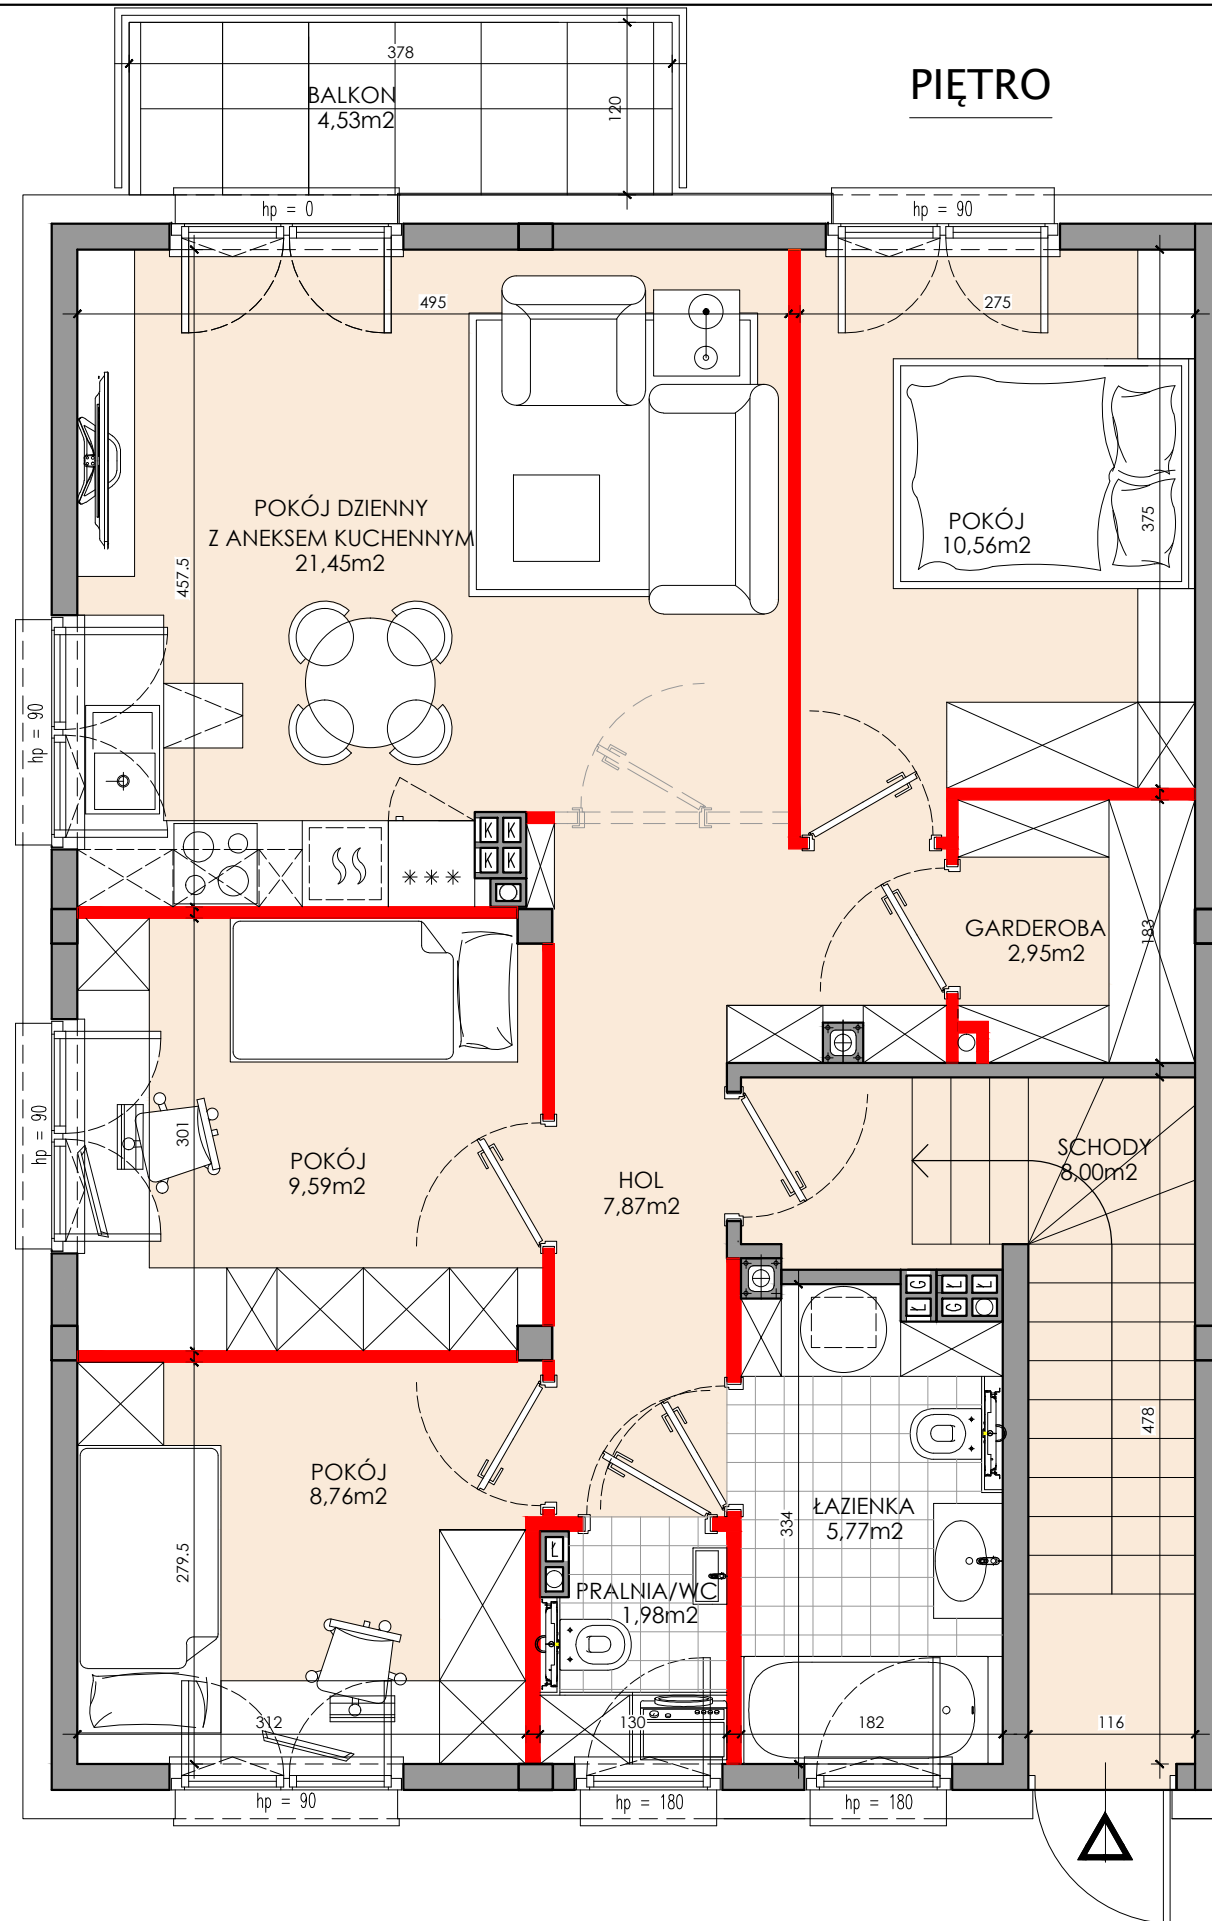 PIĘTRO
378
BALKON
4,53m2
120
hp = 0
hp = 90
495
275
POKÓJ DZIENNY
Z ANEKSEM KUCHENNYM
21,45m2
457.5
POKÓJ
10,56m2
375
hp = 90
K K
K K
***
GARDEROBA
2,95m2
183
hp = 90
301
POKÓJ
9,59m2
HOL
7,87m2
SCHODY
8,00m2
G Ł Ł
Ł G
478
POKÓJ
8,76m2
279.5
334
ŁAZIENKA
5,77m2
Ł
PRALNIA/WC
1,98m2
312
130
182
116
hp = 90
hp = 180
hp = 180